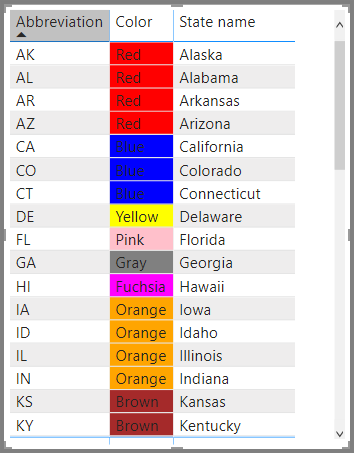 Abbreviation Color State name
AK Red Alaska
AL Red Alabama
AR Red Arkansas
AZ Red Arizona
CA Blue California
CO Blue Colorado
CT Blue Connecticut
DE Yellow Delaware
FL Pink Florida
GA Gray Georgia
HI Fuchsia Hawaii
IA Orange Iowa
ID Orange Idaho
IL Orange Illinois
IN Orange Indiana
KS Brown Kansas
KY Brown Kentucky